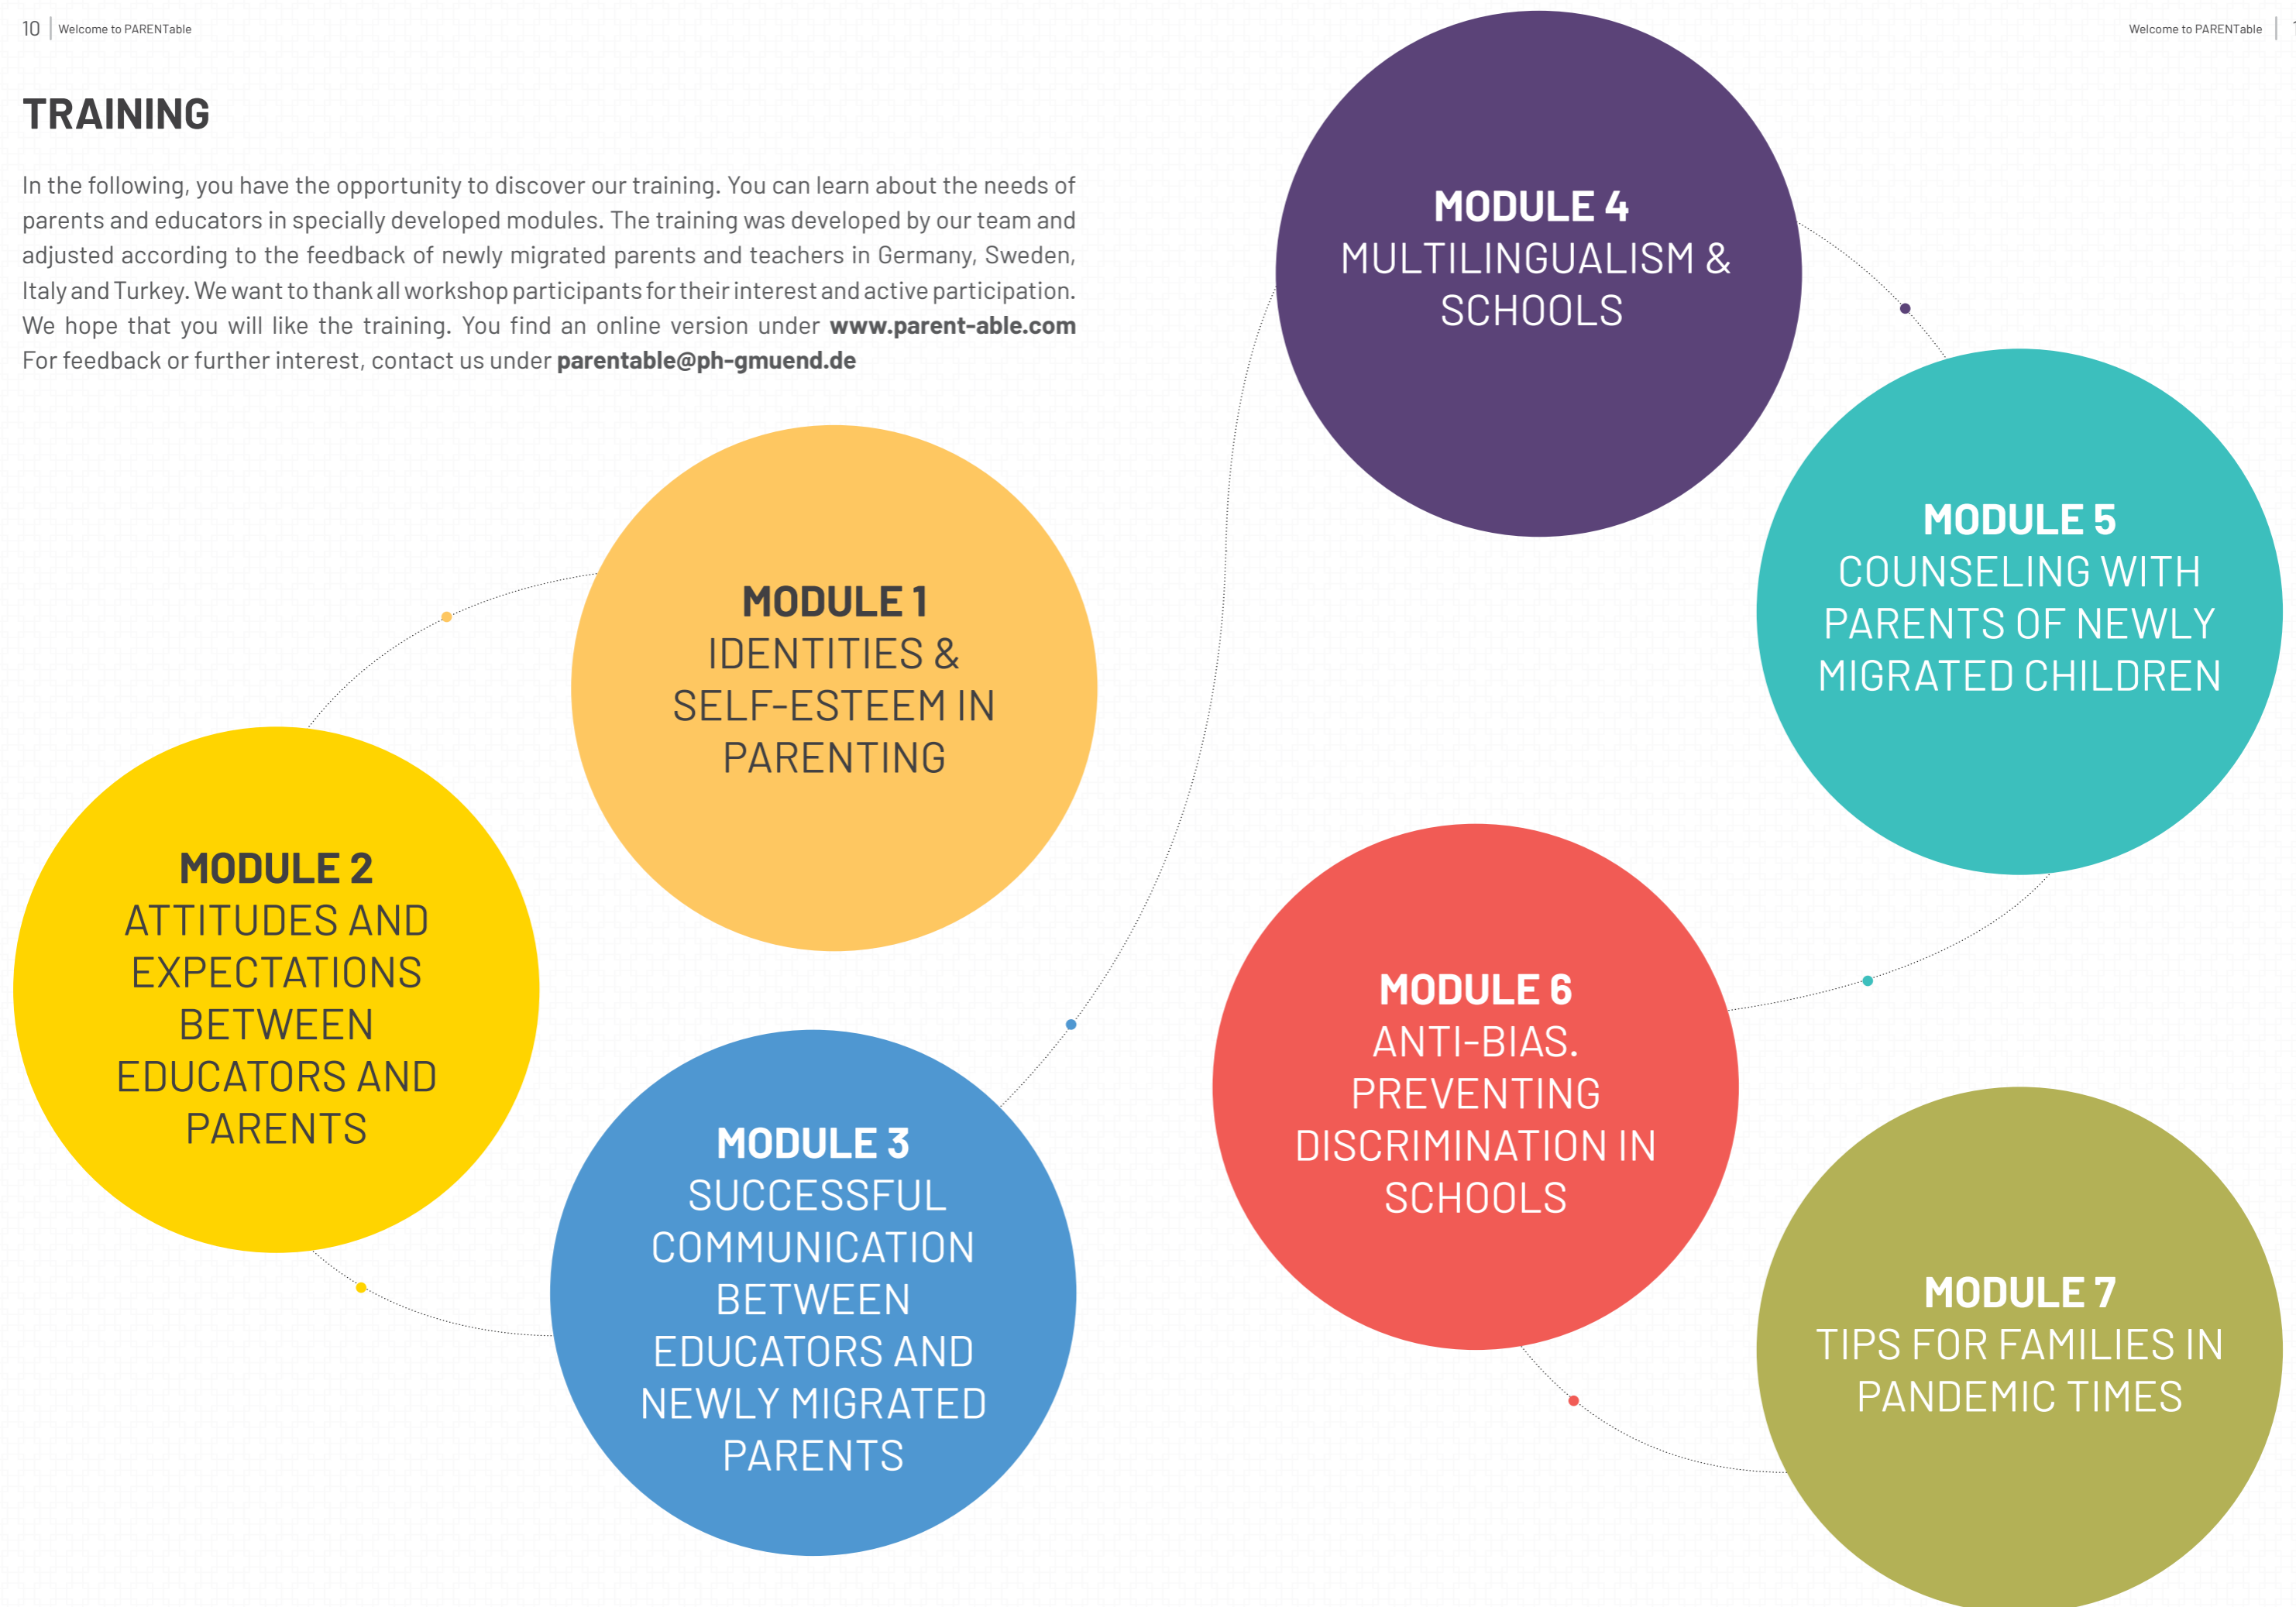 10 Welcome to PARENTable
Welcome to PARENTable
TRAINING
In the following, you have the opportunity to discover our training. You can learn about the needs of
parents and educators in specially developed modules. The training was developed by our team and
adjusted according to the feedback of newly migrated parents and teachers in Germany, Sweden,
Italy and Turkey. We want to thank all workshop participants for their interest and active participation.
We hope that you will like the training. You find an online version under www.parent-able.com
For feedback or further interest, contact us under parentable@ph-gmuend.de
MODULE 1
IDENTITIES &
SELF-ESTEEM IN
PARENTING
MODULE 2
ATTITUDES AND
EXPECTATIONS
BETWEEN
EDUCATORS AND
PARENTS
MODULE 3
SUCCESSFUL
COMMUNICATION
BETWEEN
EDUCATORS AND
NEWLY MIGRATED
PARENTS
MODULE 4
MULTILINGUALISM &
SCHOOLS
MODULE 5
COUNSELING WITH
PARENTS OF NEWLY
MIGRATED CHILDREN
MODULE 6
ANTI-BIAS.
PREVENTING
DISCRIMINATION IN
SCHOOLS
MODULE 7
TIPS FOR FAMILIES IN
PANDEMIC TIMES